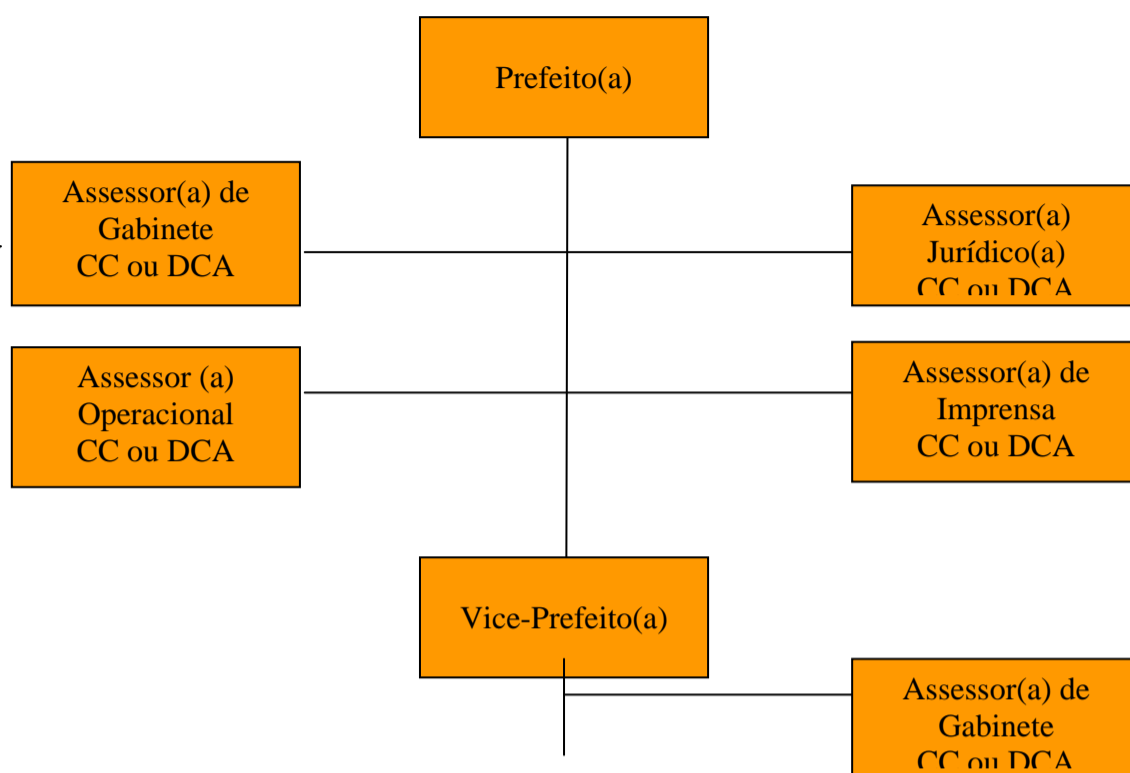 Prefeito(a)
Assessor(a) de
Gabinete
CC ou DCA
Assessor(a)
Jurídico(a)
CC ou DCA
Assessor (a)
Operacional
CC ou DCA
Assessor(a) de
Imprensa
CC ou DCA
Vice-Prefeito(a)
Assessor(a) de
Gabinete
CC ou DCA